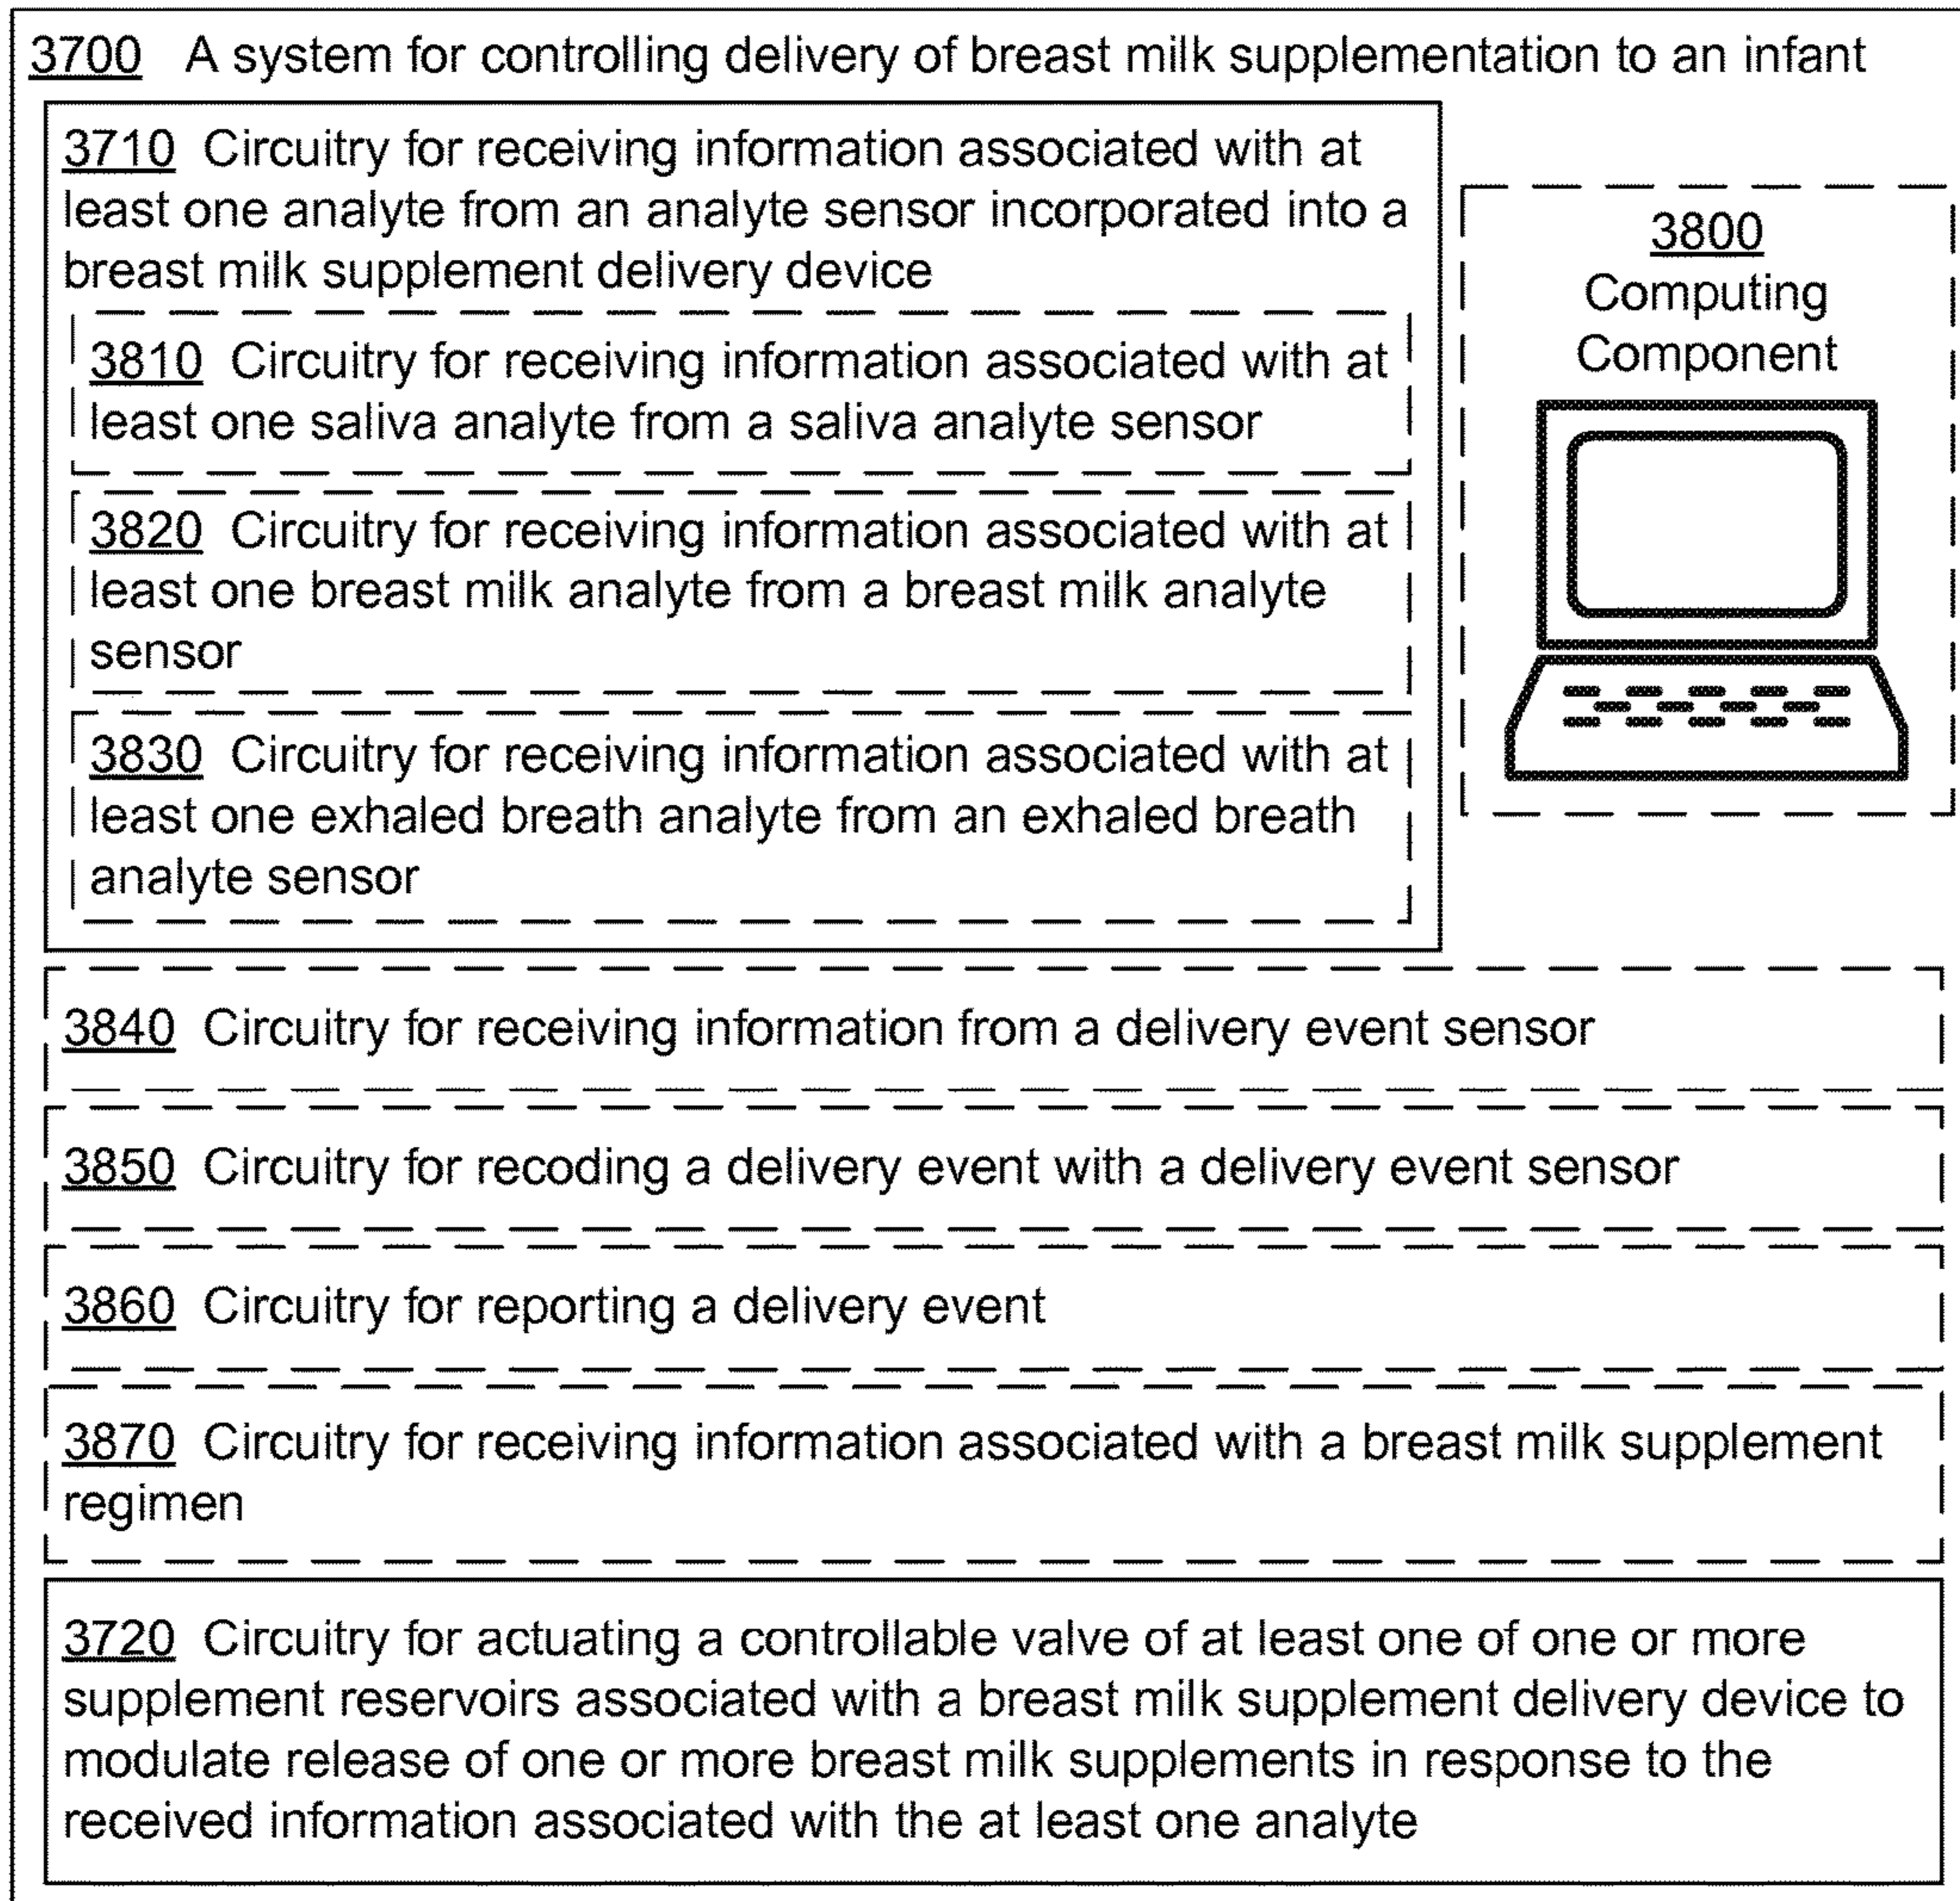 3700 A system for controlling delivery of breast milk supplementation to an infant
3710 Circuitry for receiving information associated with at
least one analyte from an analyte sensor incorporated into a
breast milk supplement delivery device
3810 Circuitry for receiving information associated with at
least one saliva analyte from a saliva analyte sensor
3820 Circuitry for receiving information associated with at
least one breast milk analyte from a breast milk analyte
sensor
3830 Circuitry for receiving information associated with at
least one exhaled breath analyte from an exhaled breath
analyte sensor
3800
Computing
Component
3840 Circuitry for receiving information from a delivery event sensor
3850 Circuitry for recoding a delivery event with a delivery event sensor
3860 Circuitry for reporting a delivery event
3870 Circuitry for receiving information associated with a breast milk supplement
regimen
3720 Circuitry for actuating a controllable valve of at least one of one or more
supplement reservoirs associated with a breast milk supplement delivery device to
modulate release of one or more breast milk supplements in response to the
received information associated with the at least one analyte